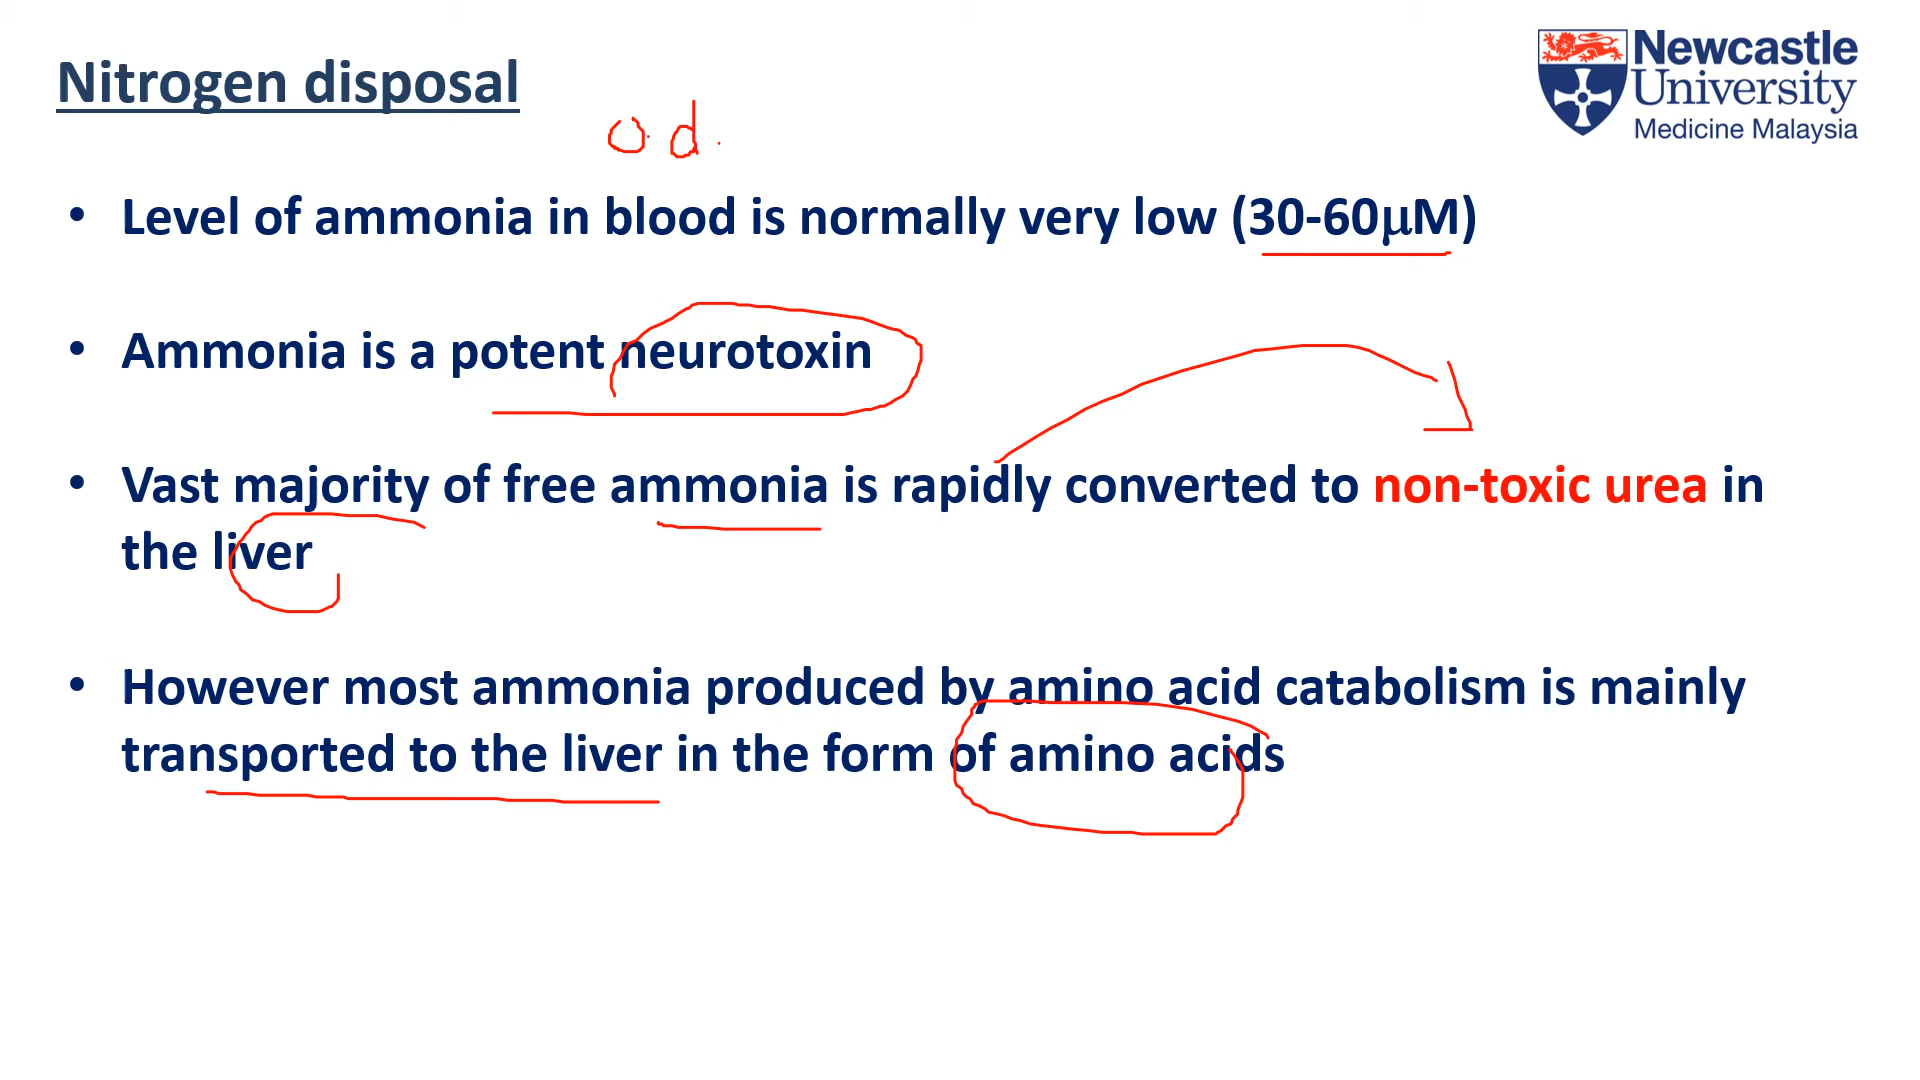 Nitrogen disposal
Newcastle
University
Medicine Malaysia
o.d.
• Level of ammonia in blood is normally very low (30-60μM)
• Ammonia is a potent neurotoxin
• Vast majority of free ammonia is rapidly converted to non-toxic urea in
the liver
• However most ammonia produced by amino acid catabolism is mainly
transported to the liver in the form of amino acids